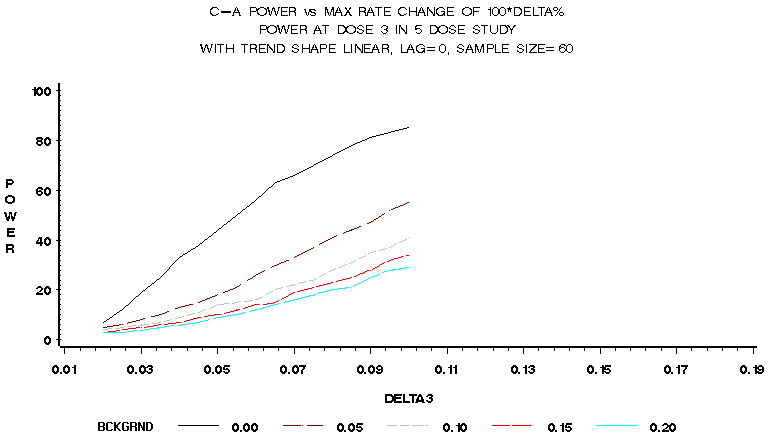 C-A POWER vs MAX RATE CHANGE OF 100*DELTA%
POWER AT DOSE 3 IN 5 DOSE STUDY
WITH TREND SHAPE LINEAR, LAG=0, SAMPLE SIZE=60
100
80
60
40
20
0
POWER
0.01 0.03 0.05 0.07 0.09 0.11 0.13 0.15 0.17 0.19
DELTA3
BCKGRND 0.00 0.05 0.10 0.15 0.20